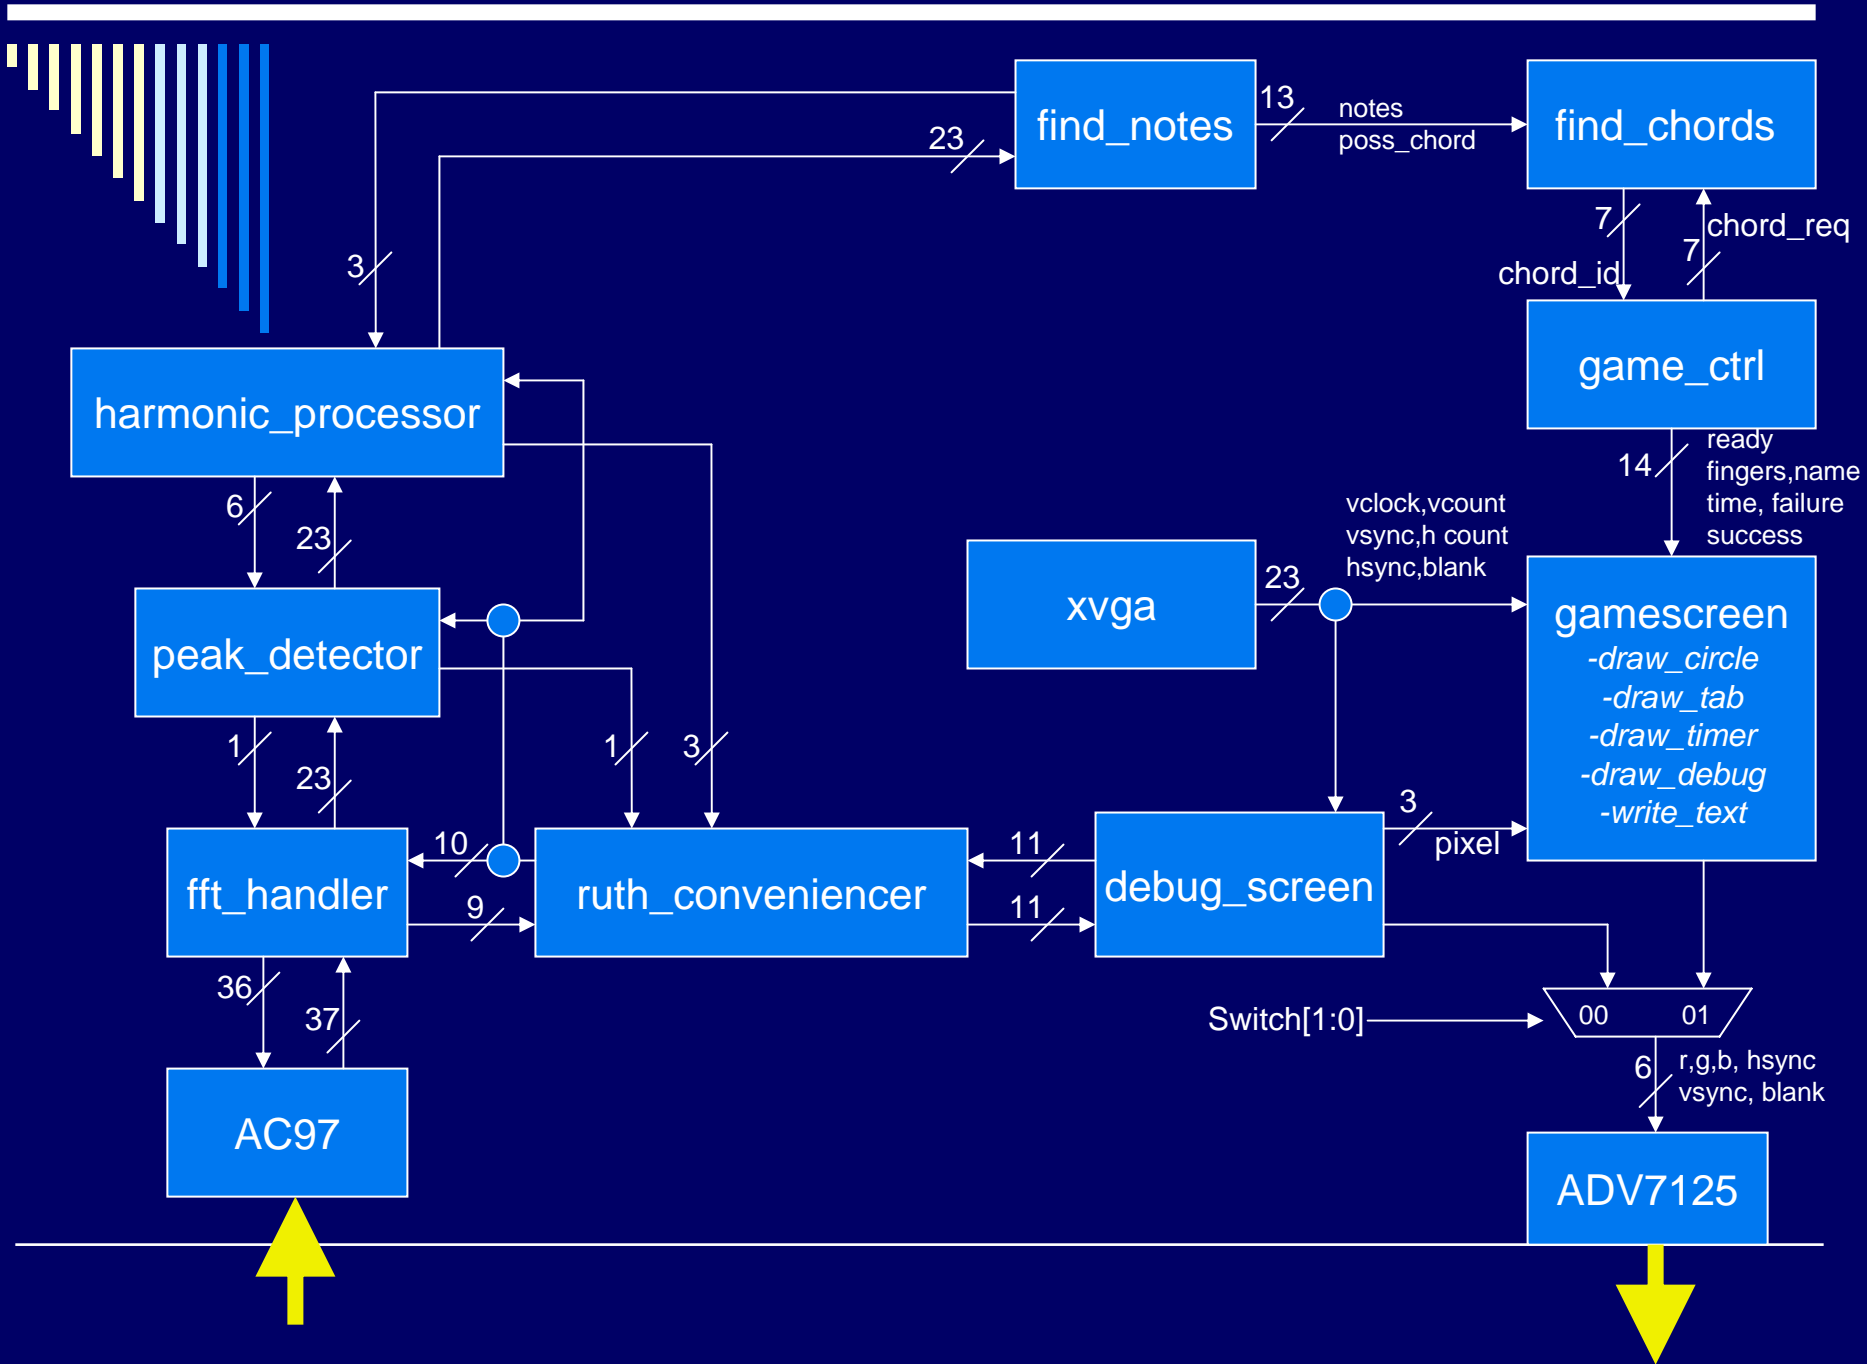 find_notes
13
notes
poss_chord
find_chords
23
3
7
chord_id
chord_req
7
game_ctrl
harmonic_processor
14
ready
fingers,name
time, failure
success
6
23
vclock,vcount
vsync,h count
hsync,blank
xvga
23
gamescreen
-draw_circle
-draw_tab
-draw_timer
-draw_debug
-write_text
peak_detector
1
23
1
3
3
pixel
fft_handler
10
9
ruth_conveniencer
11
11
debug_screen
36
37
Switch[1:0]
00
01
6
r,g,b, hsync
vsync, blank
AC97
ADV7125